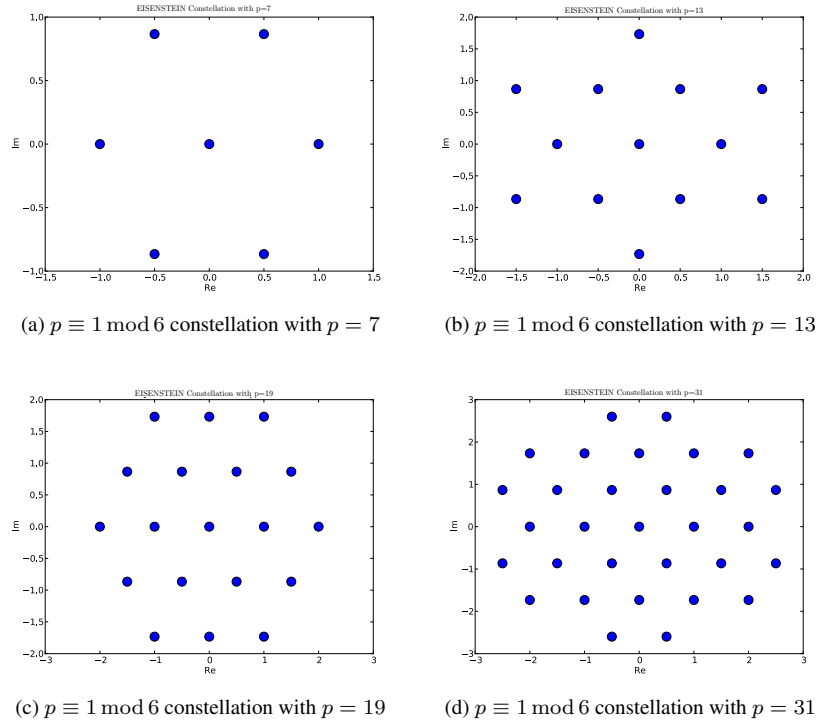 EISENSTEIN Constellation with p=7
1.0
0.5
0.0
−0.5
−1.0
−1.5 −1.0 −0.5 0.0 0.5 1.0 1.5
Im
Re
(a) p ≡ 1 mod 6 constellation with p = 7
EISENSTEIN Constellation with p=13
2.0
1.5
1.0
0.5
0.0
−0.5
−1.0
−1.5
−2.0
−2.0 −1.5 −1.0 −0.5 0.0 0.5 1.0 1.5 2.0
Im
Re
(b) p ≡ 1 mod 6 constellation with p = 13
EISENSTEIN Constellation with p=19
2.0
1.5
1.0
0.5
0.0
−0.5
−1.0
−1.5
−2.0
−3 −2 −1 0 1 2 3
Im
Re
(c) p ≡ 1 mod 6 constellation with p = 19
EISENSTEIN Constellation with p=31
3
2
1
0
−1
−2
−3
−3 −2 −1 0 1 2 3
Im
Re
(d) p ≡ 1 mod 6 constellation with p = 31